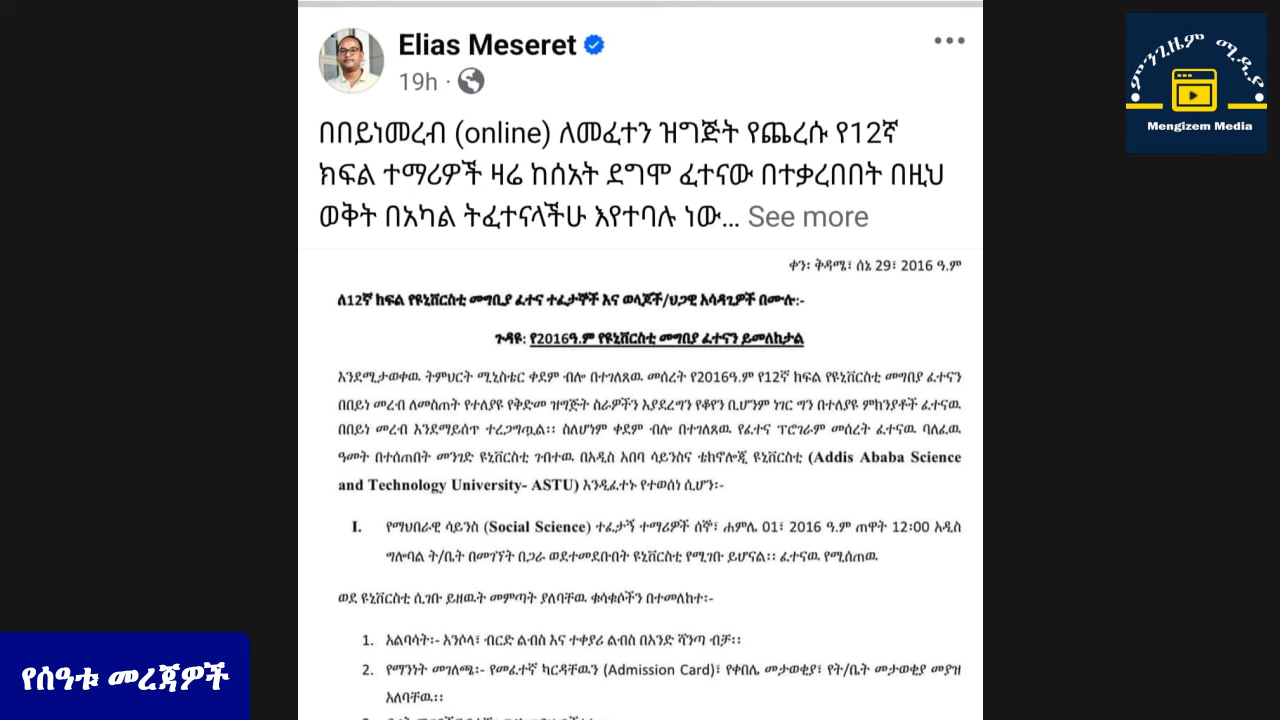 Elias Meseret
19h ·
በበይነመረብ (online) ለመፈተን ዝግጅት የጨረሱ የ12ኛ
ክፍል ተማሪዎች ዛሬ ከሰአት ደግሞ ፈተናው በተቃረበበት በዚህ
ወቅት በአካል ትፈተናላችሁ እየተባሉ ነው... See more
ምንጊዜም ሚዲያ
Mengizem Media
ቀን፡ ቅዳሜ፣ ሰኔ 29፣ 2016 ዓ.ም
ለ12ኛ ክፍል የዩኒቨርስቲ መግቢያ ፈተና ተፈታኞች እና ወላጆች/ህጋዊ አሳዳጊዎች በሙሉ:-
ጉዳዩ: የ2016ዓ.ም የዩኒቨርስቲ መግበያ ፈተናን ይመለከታል
እንደሚታወቀዉ ትምህርት ሚኒስቴር ቀደም ብሎ በተገለጸዉ መሰረት የ2016ዓ.ም የ12ኛ ክፍል የዩኒቨርስቲ መግበያ ፈተናን
በበይነ መረብ ለመስጠት የተለያዩ የቅድመ ዝግጅት ስራዎችን እያደረግን የቆየን ቢሆንም ነገር ግን በተለያዩ ምክንያቶች ፈተናዉ
በበይነ መረብ እንደማይሰጥ ተረጋግጧል፡፡ ስለሆነም ቀደም ብሎ በተገለጸዉ የፈተና ፕሮገራም መሰረት ፈተናዉ ባለፈዉ
ዓመት በተሰጠበት መንገድ ዩኒቨርስቲ ገብተዉ በአዲስ አበባ ሳይንስና ቴክኖሎጂ ዩኒቨርስቲ (Addis Ababa Science
and Technology University- ASTU) እንዲፈተኑ የተወሰነ ሲሆን፡-
I. የማህበራዊ ሳይንስ (Social Science) ተፈታኝ ተማሪዎች ሰኞ፣ ሐምሌ 01፣ 2016 ዓ.ም ጠዋት 12፡00 አዲስ
ግሎባል ት/ቤት በመገኘት በጋራ ወደተመደቡበት ዩኒቨርስቲ የሚገቡ ይሆናል፡፡ ፈተናዉ የሚሰጠዉ
ወደ ዩኒቨርስቲ ሲገቡ ይዘዉት መምጣት ያለባቸዉ ቁሳቁሶችን በተመለከተ፡-
1. አልባሳት፡- አንሶላ፣ ብርድ ልብስ እና ተቀያሪ ልብስ በአንድ ሻንጣ ብቻ፡፡
2. የማንነት መገለጫ፡- የመፈተኛ ካርዳቸዉን (Admission Card)፣ የቀበሌ መታወቂያ፣ የት/ቤት መታወቂያ መያዝ
አለባቸዉ፡፡
የሰዓቱ መረጃዎች